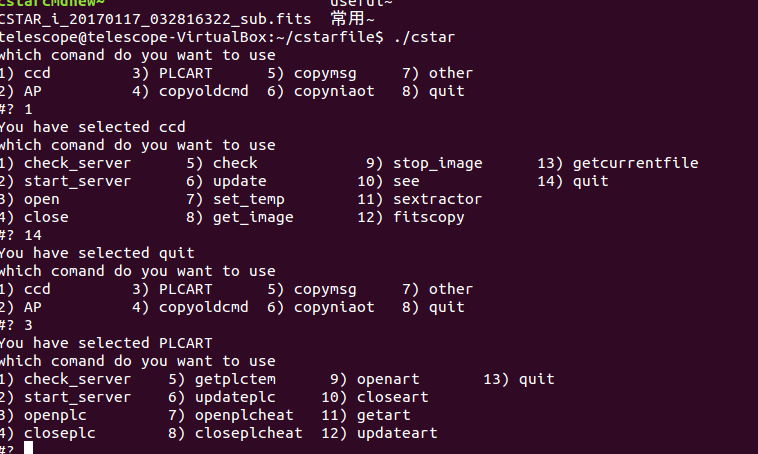 cstarcmdnew~ useful~
CSTAR_i_20170117_032816322_sub.fits 常用~
telescope@telescope-VirtualBox:~/cstarfile$ ./cstar
which command do you want to use
1) ccd 3) PLCART 5) copymsg 7) other
2) AP 4) copyoldcmd 6) copyniaot 8) quit
#? 1
You have selected ccd
which comand do you want to use
1) check_server 5) check 9) stop_image 13) getcurrentfile
2) start_server 6) update 10) see 14) quit
3) open 7) set_temp 11) sextractor
4) close 8) get_image 12) fitscopy
#? 14
You have selected quit
which comand do you want to use
1) ccd 3) PLCART 5) copymsg 7) other
2) AP 4) copyoldcmd 6) copyniaot 8) quit
#? 3
You have selected PLCART
which comand do you want to use
1) check_server 5) getplctem 9) openart 13) quit
2) start_server 6) updateplc 10) closeart
3) openplc 7) openplcheat 11) getart
4) closeplc 8) closeplcheat 12) updateart
#?